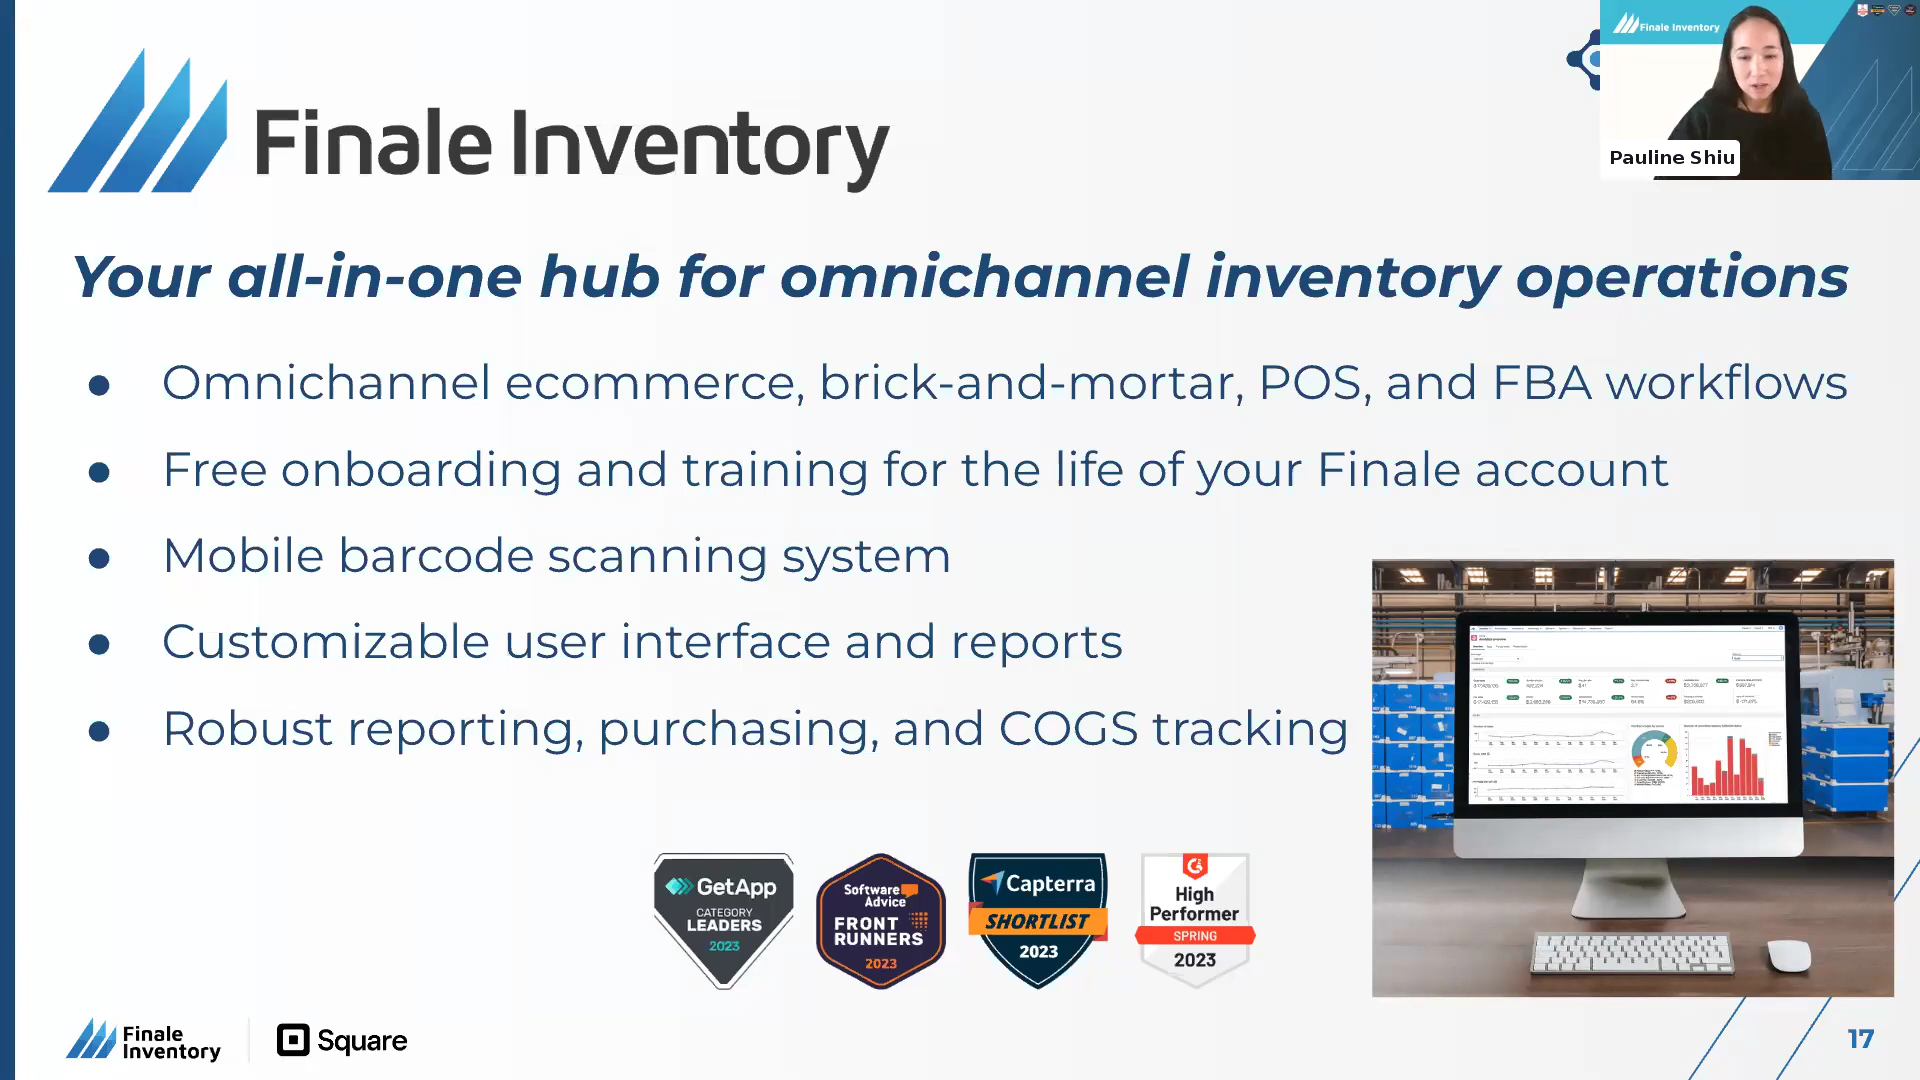 Finale Inventory
Finale Inventory
Pauline Shiu
Your all-in-one hub for omnichannel inventory operations
● Omnichannel ecommerce, brick-and-mortar, POS, and FBA workflows
● Free onboarding and training for the life of your Finale account
● Mobile barcode scanning system
● Customizable user interface and reports
● Robust reporting, purchasing, and COGS tracking
GetApp
CATEGORY
LEADERS
2023
Software
Advice
FRONT
RUNNERS
2023
Capterra
SHORTLIST
2023
High
Performer
SPRING
2023
Finale
Inventory
Square
17